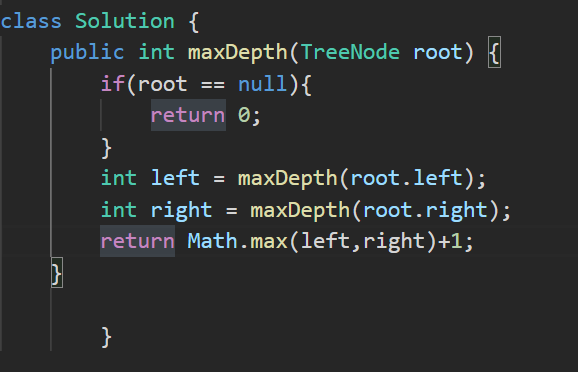 class Solution {
    public int maxDepth(TreeNode root) {
        if(root == null){
            return 0;
        }
        int left = maxDepth(root.left);
        int right = maxDepth(root.right);
        return Math.max(left,right)+1;
    }
        }